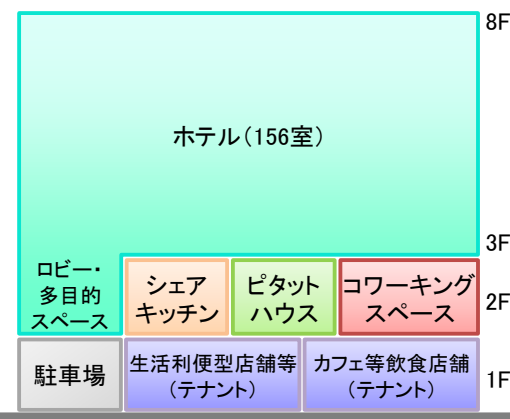 8F
ホテル(156室)
3F
ロビー・
多目的
スペース
シェア
キッチン
ピタット
ハウス
コワーキング
スペース
2F
駐車場
生活利便型店舗等
(テナント)
カフェ等飲食店舗
(テナント)
1F